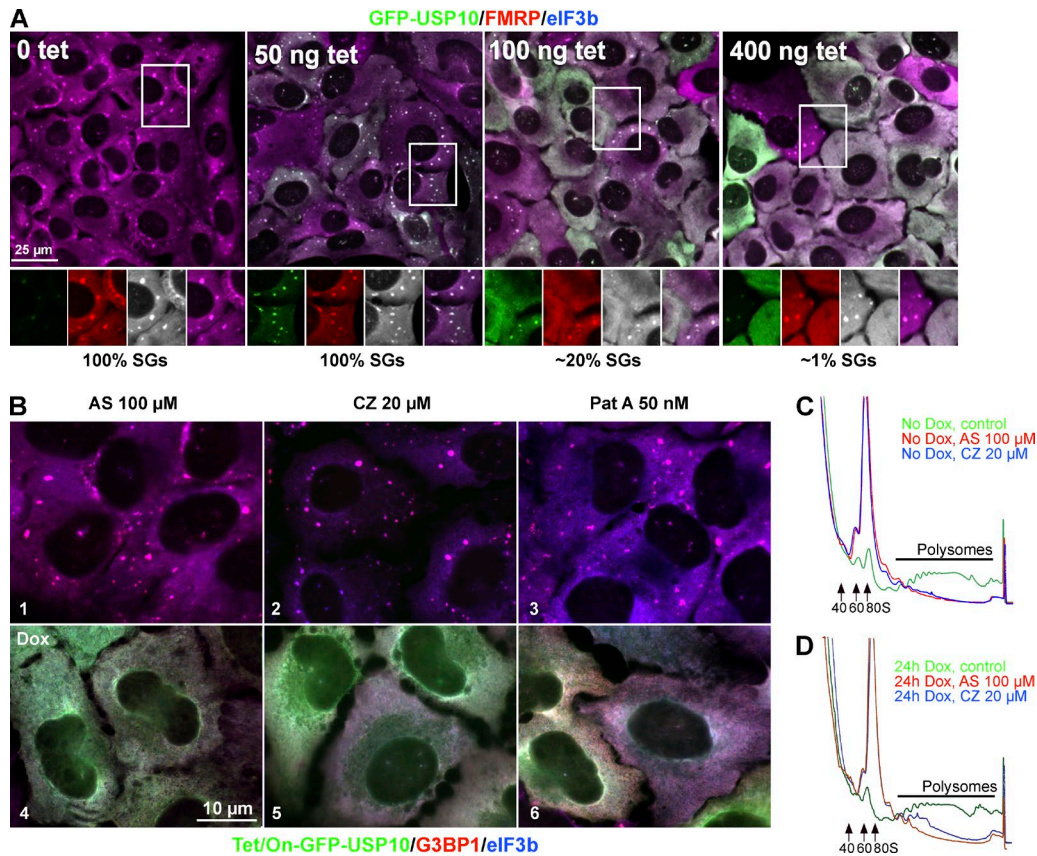 A
GFP-USP10/FMRP/eIF3b
0 tet
50 ng tet
100 ng tet
400 ng tet
25 µm
100% SGs
100% SGs
~20% SGs
~1% SGs
B
AS 100 µM
CZ 20 µM
Pat A 50 nM
1
2
3
Dox
4
10 µm
5
6
Tet/On-GFP-USP10/G3BP1/eIF3b
C
No Dox, control
No Dox, AS 100 µM
No Dox, CZ 20 µM
Polysomes
40 60 80S
D
24h Dox, control
24h Dox, AS 100 µM
24h Dox, CZ 20 µM
Polysomes
40 60 80S